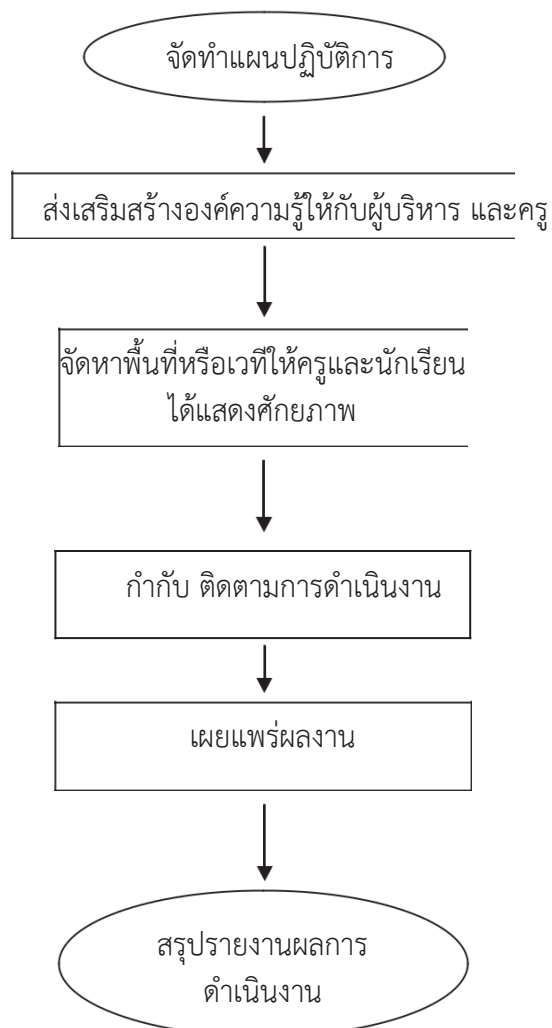 จัดทำแผนปฏิบัติการ
ส่งเสริมสร้างองค์ความรู้ให้กับผู้บริหาร และครู
จัดหาพื้นที่หรือเวทีให้ครูและนักเรียน
ได้แสดงศักยภาพ
กำกับ ติดตามการดำเนินงาน
เผยแพร่ผลงาน
สรุปรายงานผลการ
ดำเนินงาน